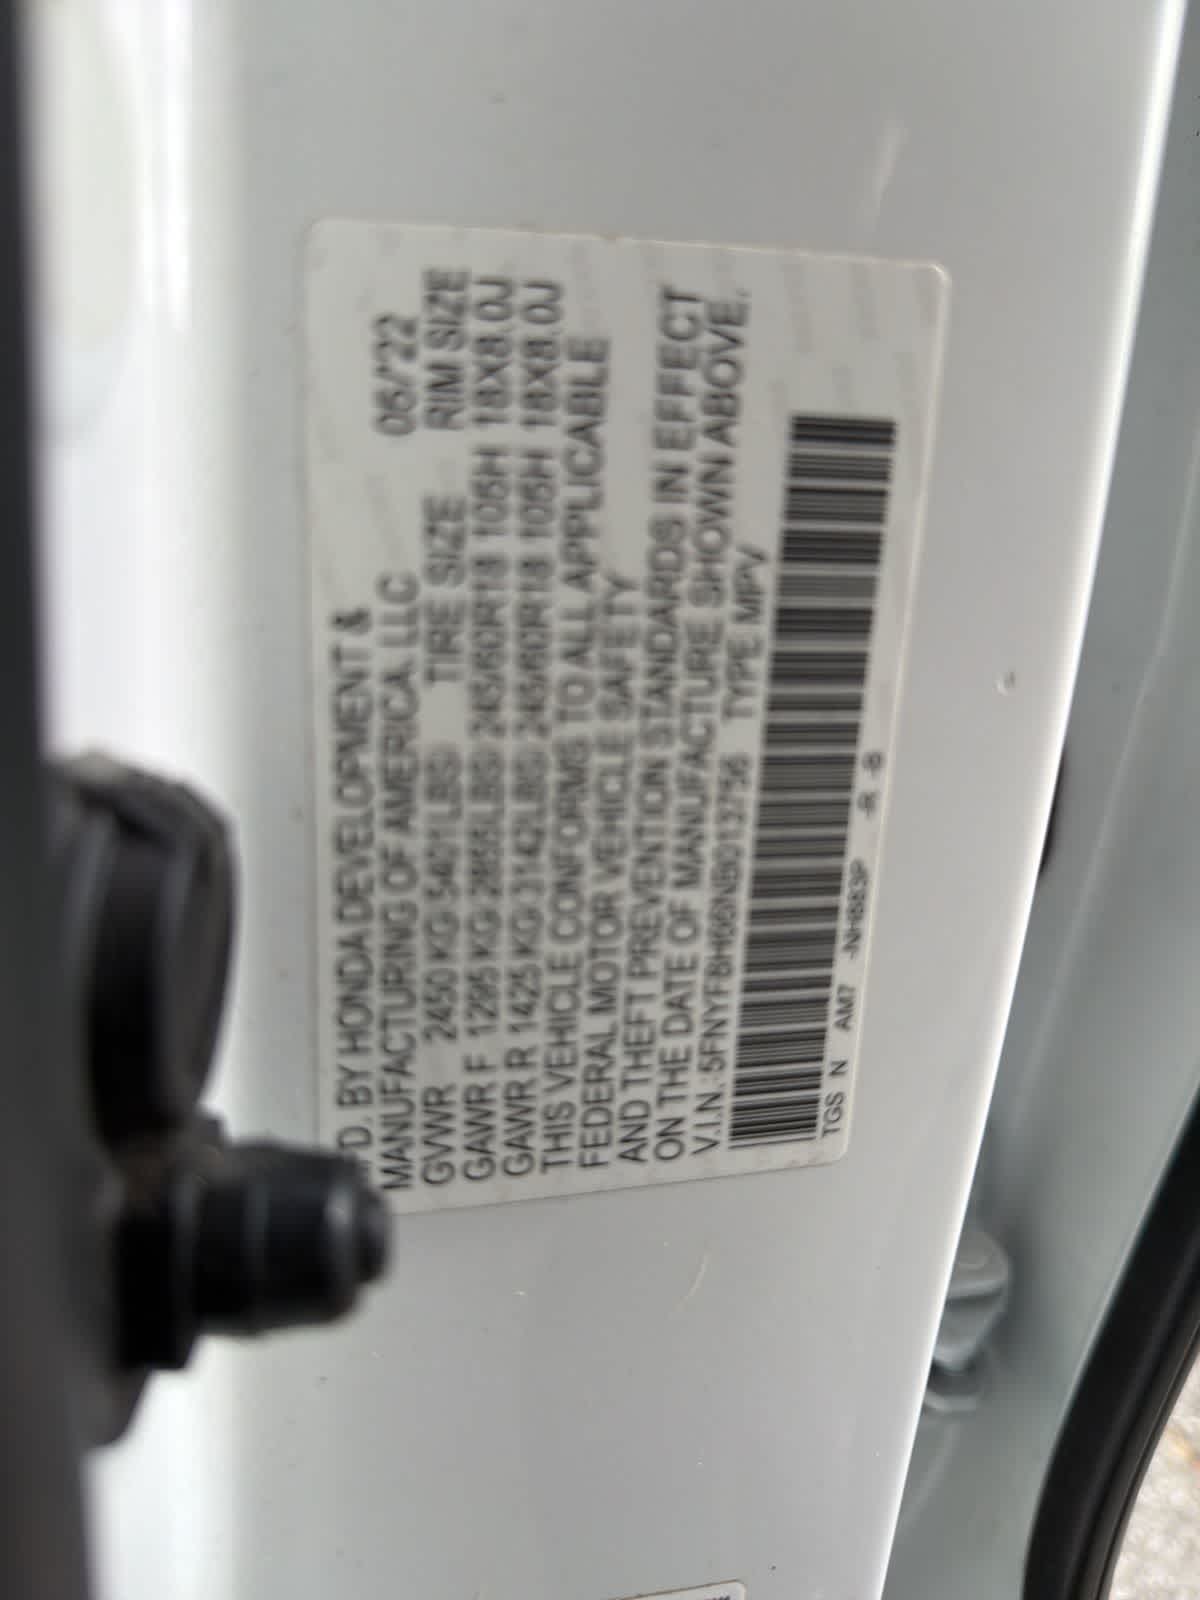 MFD. BY HONDA DEVELOPMENT &
MANUFACTURING OF AMERICA, LLC 05/22
GVWR 2450 KG 5401LBS TIRE SIZE RIM SIZE
GAWR F 1295 KG 2855LBS 245/60R18 105H 18X8.0J
GAWR R 1425 KG 3142LBS 245/60R18 105H 18X8.0J
THIS VEHICLE CONFORMS TO ALL APPLICABLE
FEDERAL MOTOR VEHICLE SAFETY
AND THEFT PREVENTION STANDARDS IN EFFECT
ON THE DATE OF MANUFACTURE SHOWN ABOVE.
V.I.N.: 5FNYF8H66NB013756 TYPE MPV
TGS N AM7 -NH883P -R -B